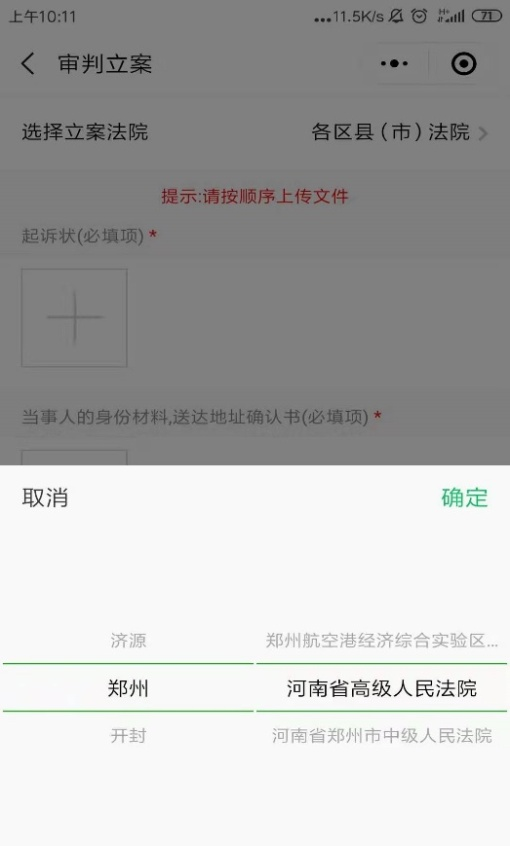 上午10:11
...11.5K/s
71
审判立案
选择立案法院
各区县（市）法院
提示:请按顺序上传文件
起诉状(必填项) *
当事人的身份材料,送达地址确认书(必填项) *
取消
确定
济源
郑州航空港经济综合实验区...
郑州
河南省高级人民法院
开封
河南省郑州市中级人民法院